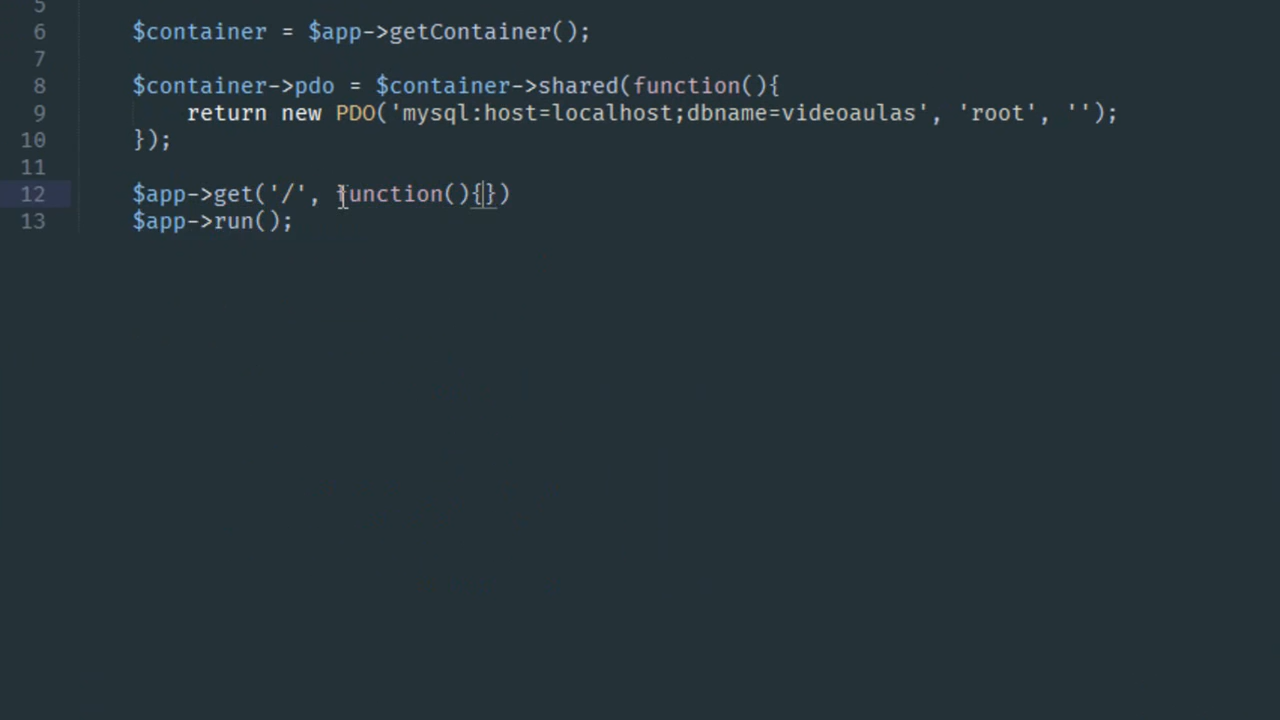 5
6 $container = $app->getContainer();
7
8 $container->pdo = $container->shared(function(){
9 return new PDO('mysql:host=localhost;dbname=videoaulas', 'root', '');
10 });
11
12 $app->get('/', function(){})
13 $app->run();